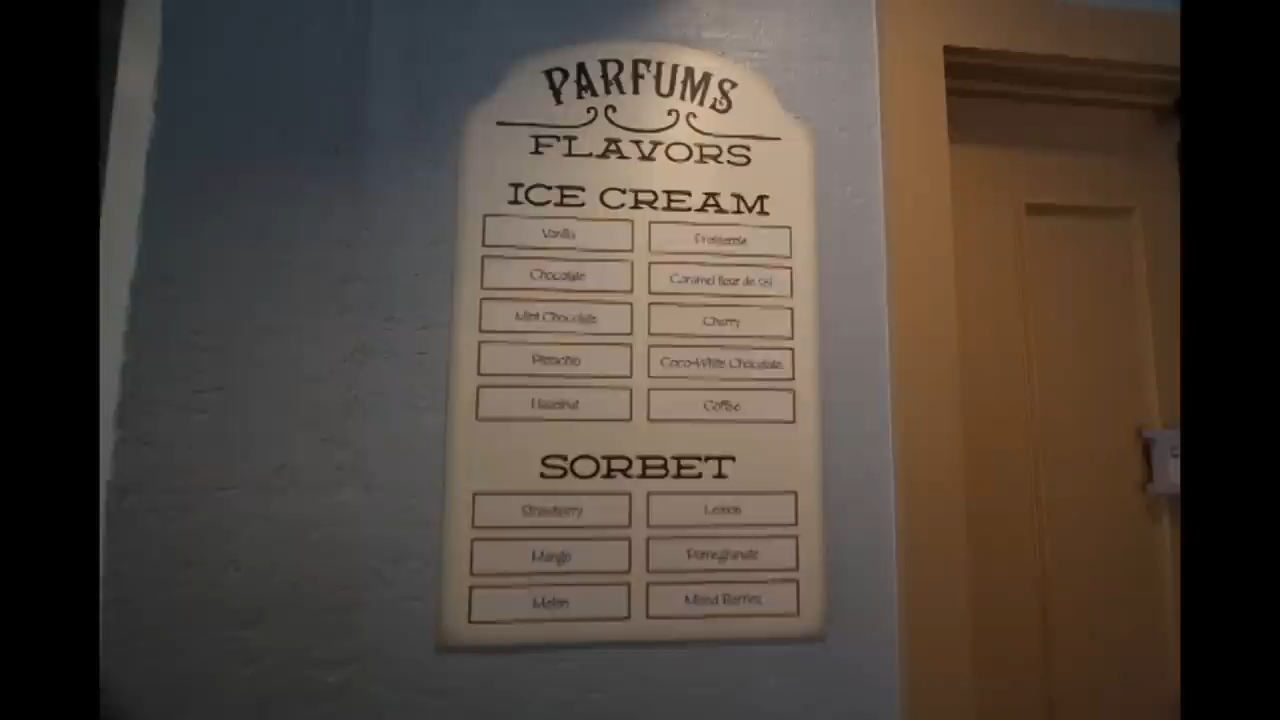 PARFUMS
FLAVORS
ICE CREAM
Vanilla
Profiterole
Chocolate
Caramel fleur de sel
Mint Chocolate
Cherry
Pistachio
Coco-White Chocolate
Hazelnut
Coffee
SORBET
Strawberry
Lemon
Mango
Pomegranate
Melon
Mixed Berries